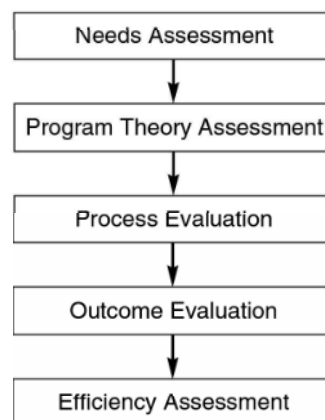 Needs Assessment
Program Theory Assessment
Process Evaluation
Outcome Evaluation
Efficiency Assessment